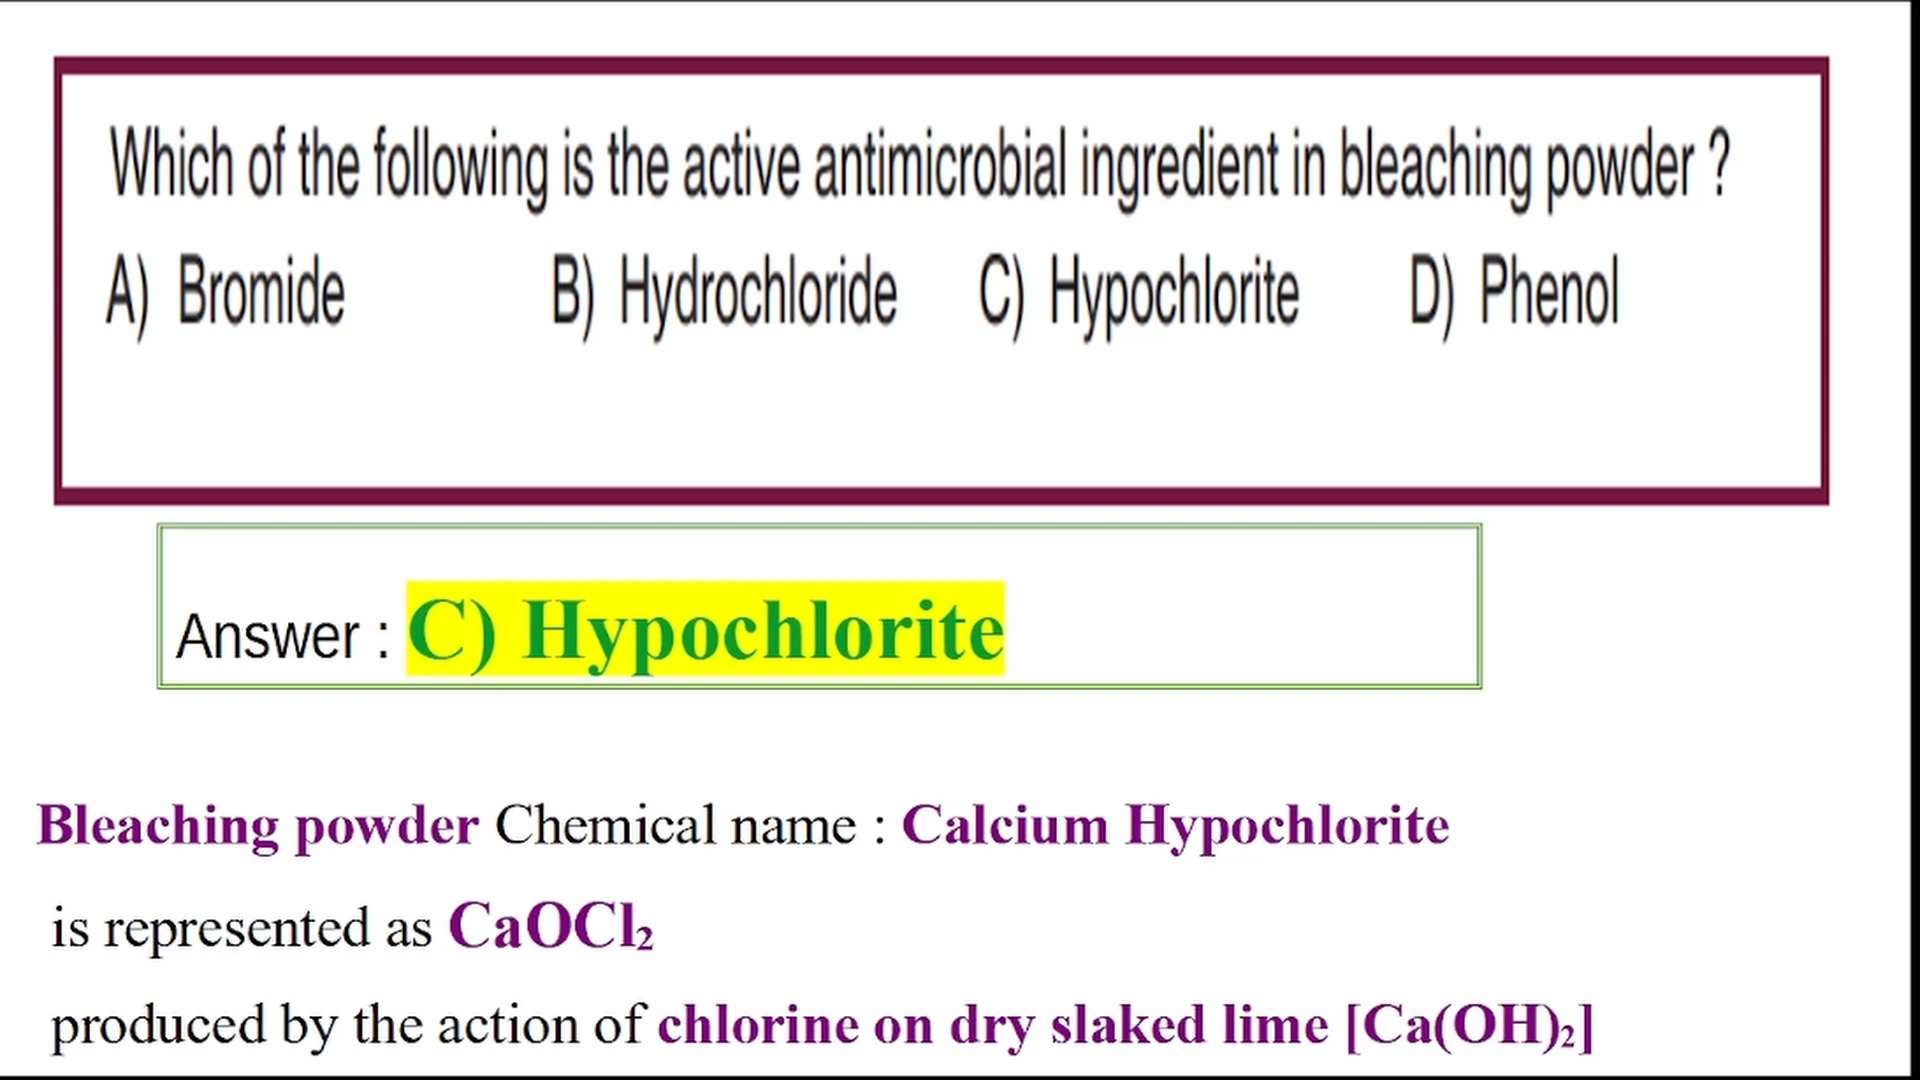 Which of the following is the active antimicrobial ingredient in bleaching powder ?
A) Bromide B) Hydrochloride C) Hypochlorite D) Phenol
Answer : C) Hypochlorite
Bleaching powder Chemical name : Calcium Hypochlorite
is represented as CaOCl₂
produced by the action of chlorine on dry slaked lime [Ca(OH)₂]